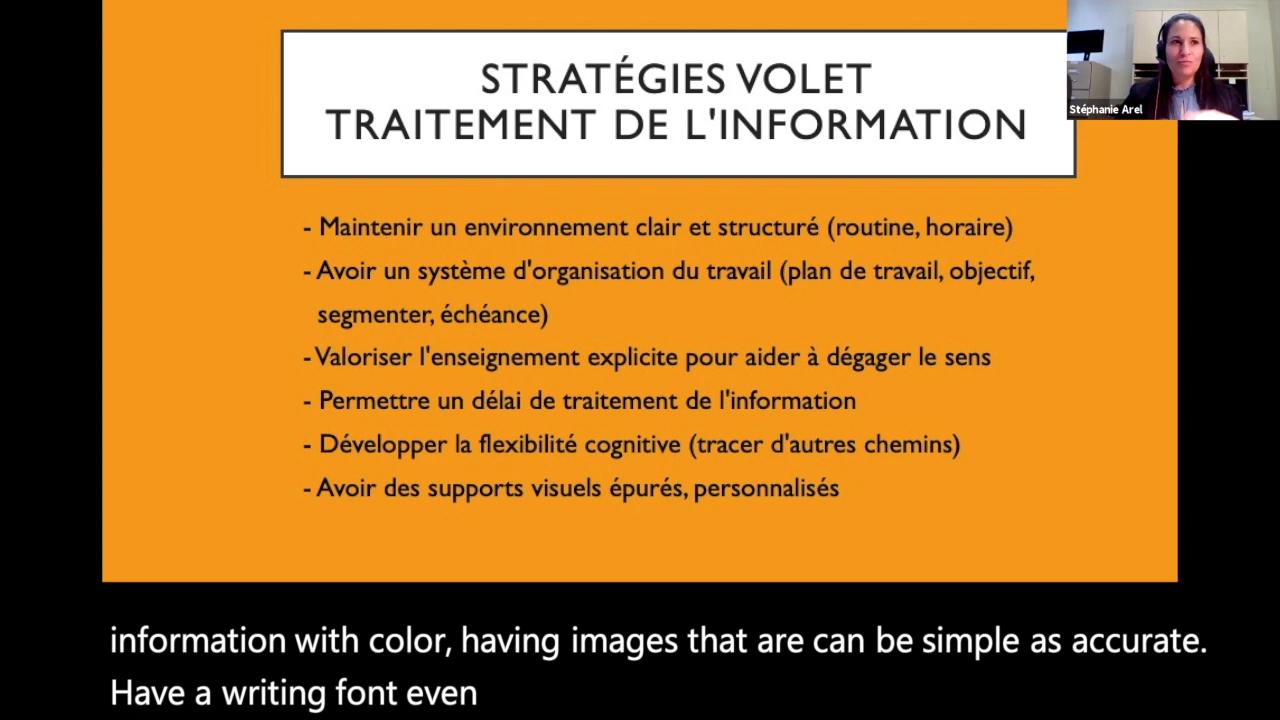 STRATÉGIES VOLET
TRAITEMENT DE L'INFORMATION
Stéphanie Arel
- Maintenir un environnement clair et structuré (routine, horaire)
- Avoir un système d'organisation du travail (plan de travail, objectif,
segmenter, échéance)
- Valoriser l'enseignement explicite pour aider à dégager le sens
- Permettre un délai de traitement de l'information
- Développer la flexibilité cognitive (tracer d'autres chemins)
- Avoir des supports visuels épurés, personnalisés
information with color, having images that are can be simple as accurate.
Have a writing font even